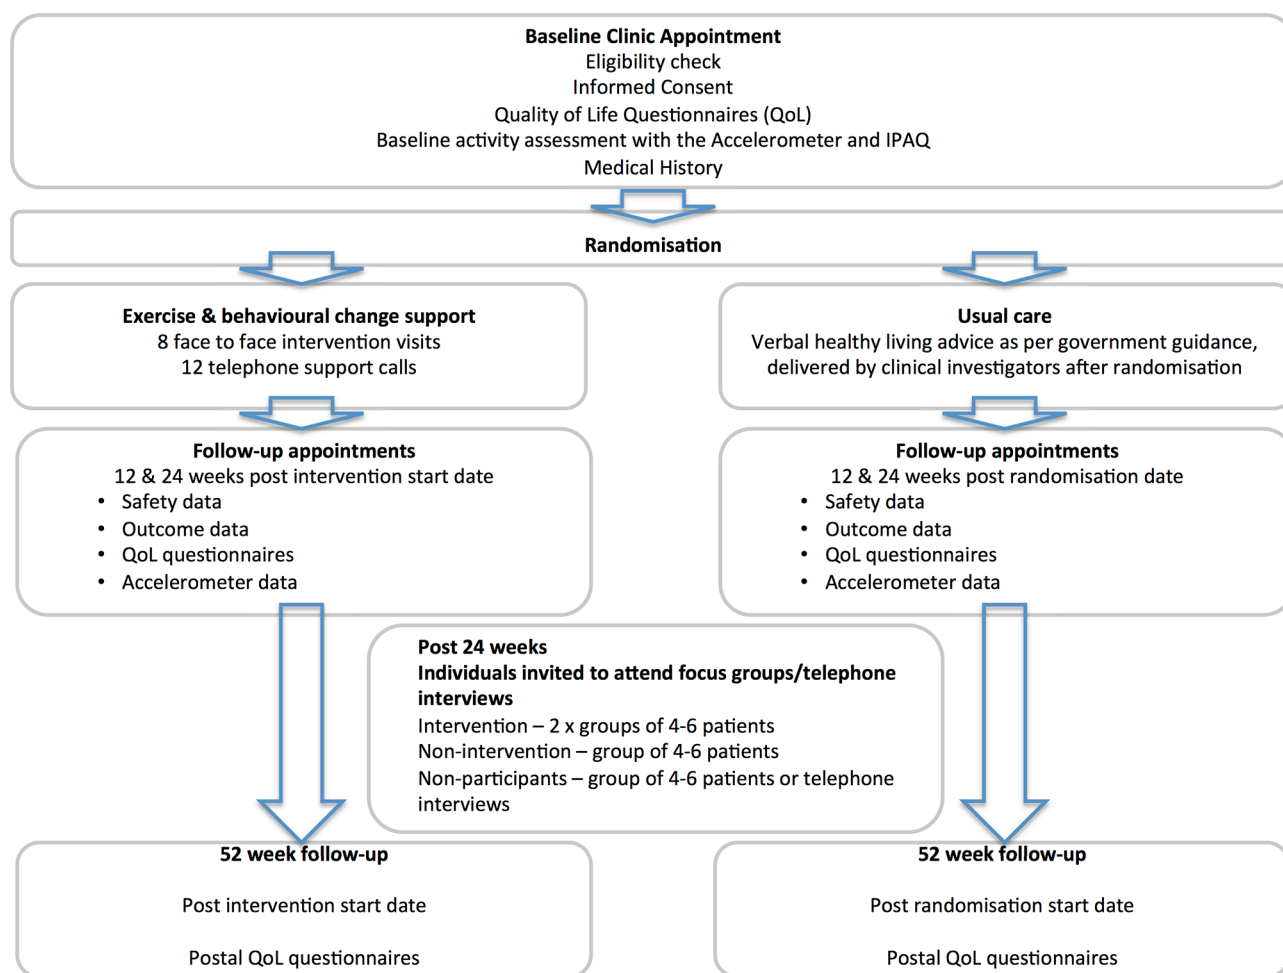 Baseline Clinic Appointment
Eligibility check
Informed Consent
Quality of Life Questionnaires (QoL)
Baseline activity assessment with the Accelerometer and IPAQ
Medical History
Randomisation
Exercise & behavioural change support
8 face to face intervention visits
12 telephone support calls
Usual care
Verbal healthy living advice as per government guidance,
delivered by clinical investigators after randomisation
Follow-up appointments
12 & 24 weeks post intervention start date
• Safety data
• Outcome data
• QoL questionnaires
• Accelerometer data
Follow-up appointments
12 & 24 weeks post randomisation date
• Safety data
• Outcome data
• QoL questionnaires
• Accelerometer data
Post 24 weeks
Individuals invited to attend focus groups/telephone
interviews
Intervention – 2 x groups of 4-6 patients
Non-intervention – group of 4-6 patients
Non-participants – group of 4-6 patients or telephone
interviews
52 week follow-up
Post intervention start date
Postal QoL questionnaires
52 week follow-up
Post randomisation start date
Postal QoL questionnaires